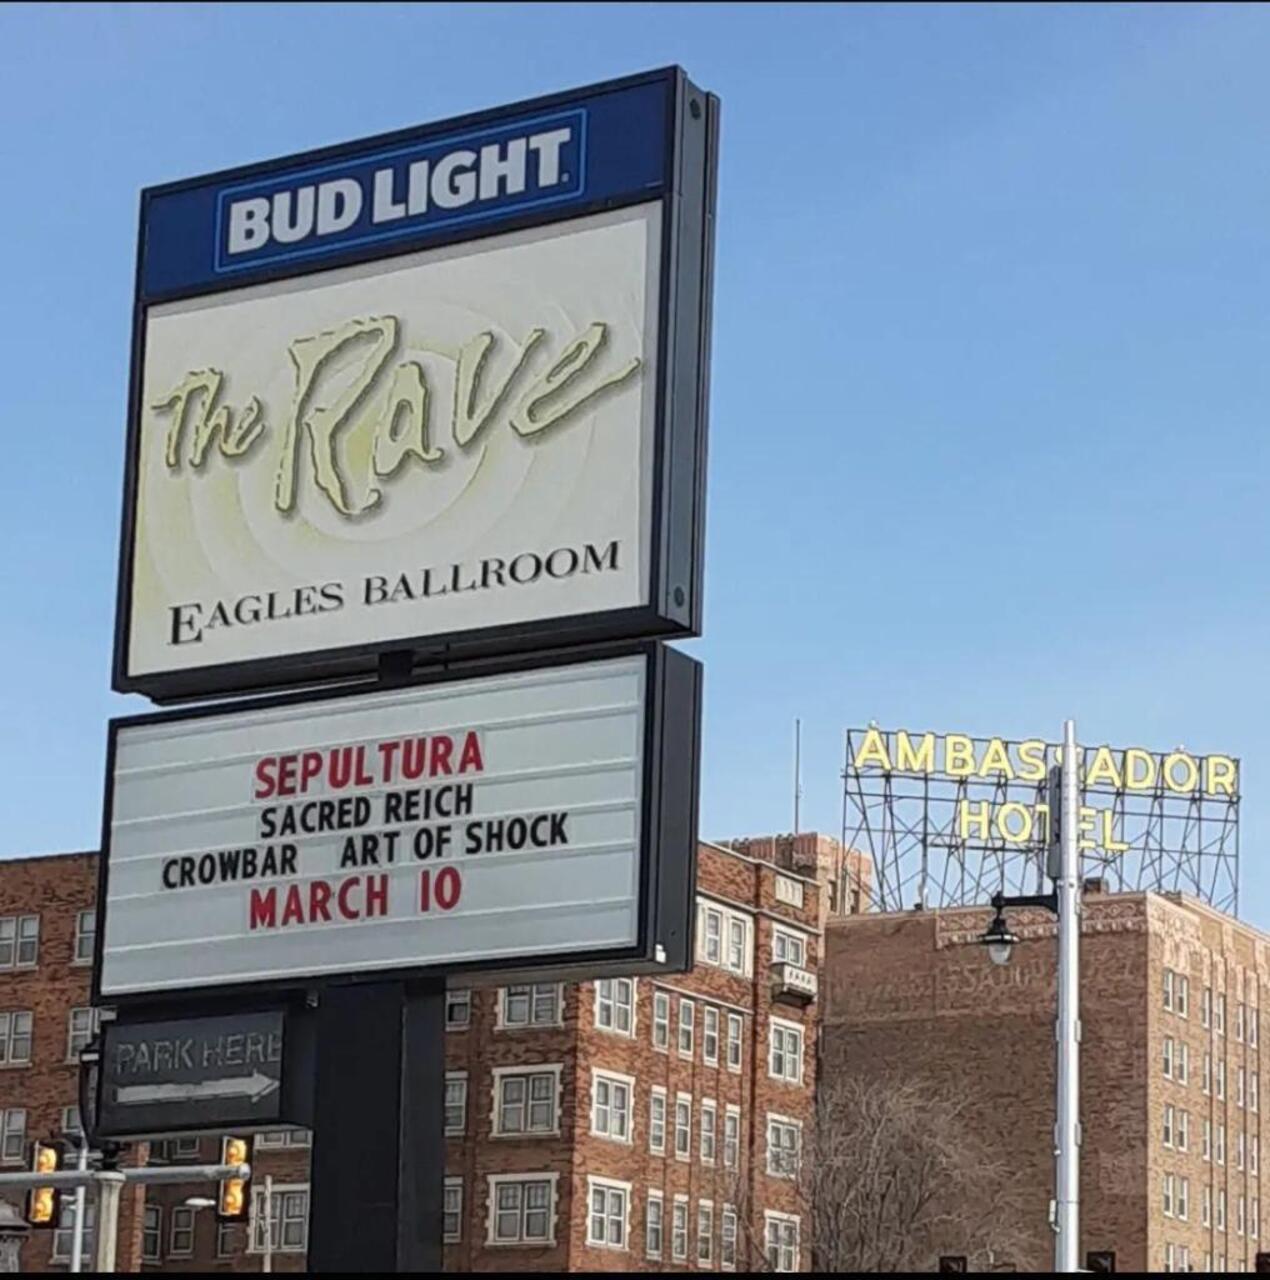 BUD LIGHT
The Rave
EAGLES BALLROOM
SEPULTURA
SACRED REICH
CROWBAR ART OF SHOCK
MARCH 10
PARK HERE
AMBASSADOR
HOTEL